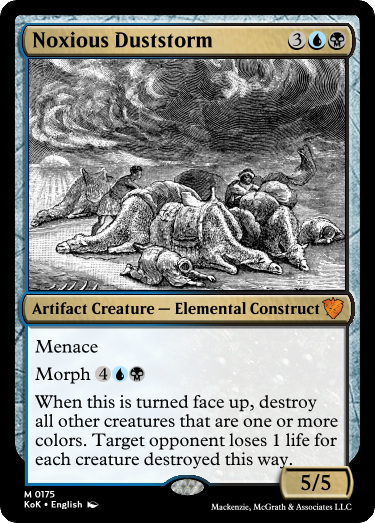 Noxious Duststorm 3
Artifact Creature — Elemental Construct
Menace
Morph 4
When this is turned face up, destroy
all other creatures that are one or more
colors. Target opponent loses 1 life for
each creature destroyed this way.
5/5
M 0175
KoK • English
Mackenzie, McGrath & Associates LLC